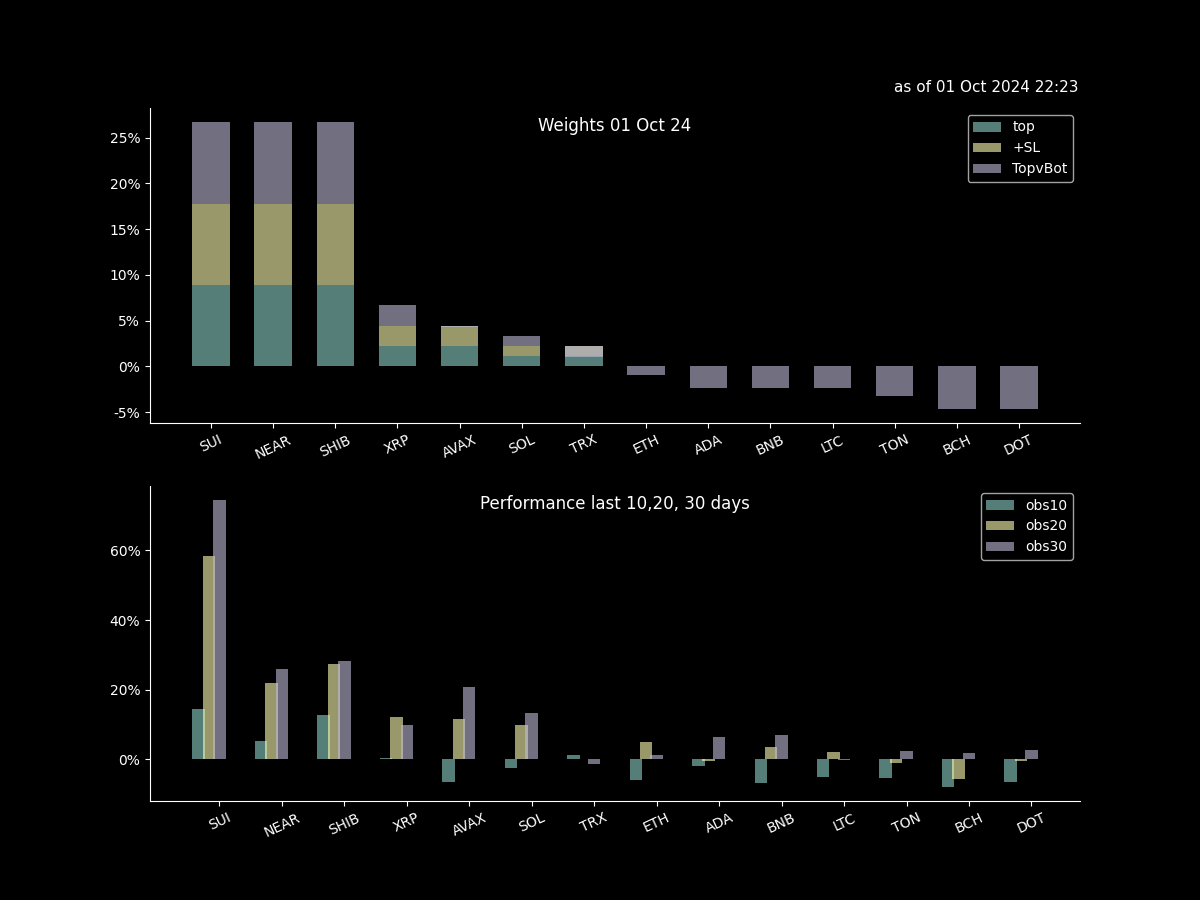 as of 01 Oct 2024 22:23
Weights 01 Oct 24
top
+SL
TopvBot
25%
20%
15%
10%
5%
0%
-5%
SUI NEAR SHIB XRP AVAX SOL TRX ETH ADA BNB LTC TON BCH DOT
Performance last 10,20, 30 days
obs10
obs20
obs30
60%
40%
20%
0%
SUI NEAR SHIB XRP AVAX SOL TRX ETH ADA BNB LTC TON BCH DOT